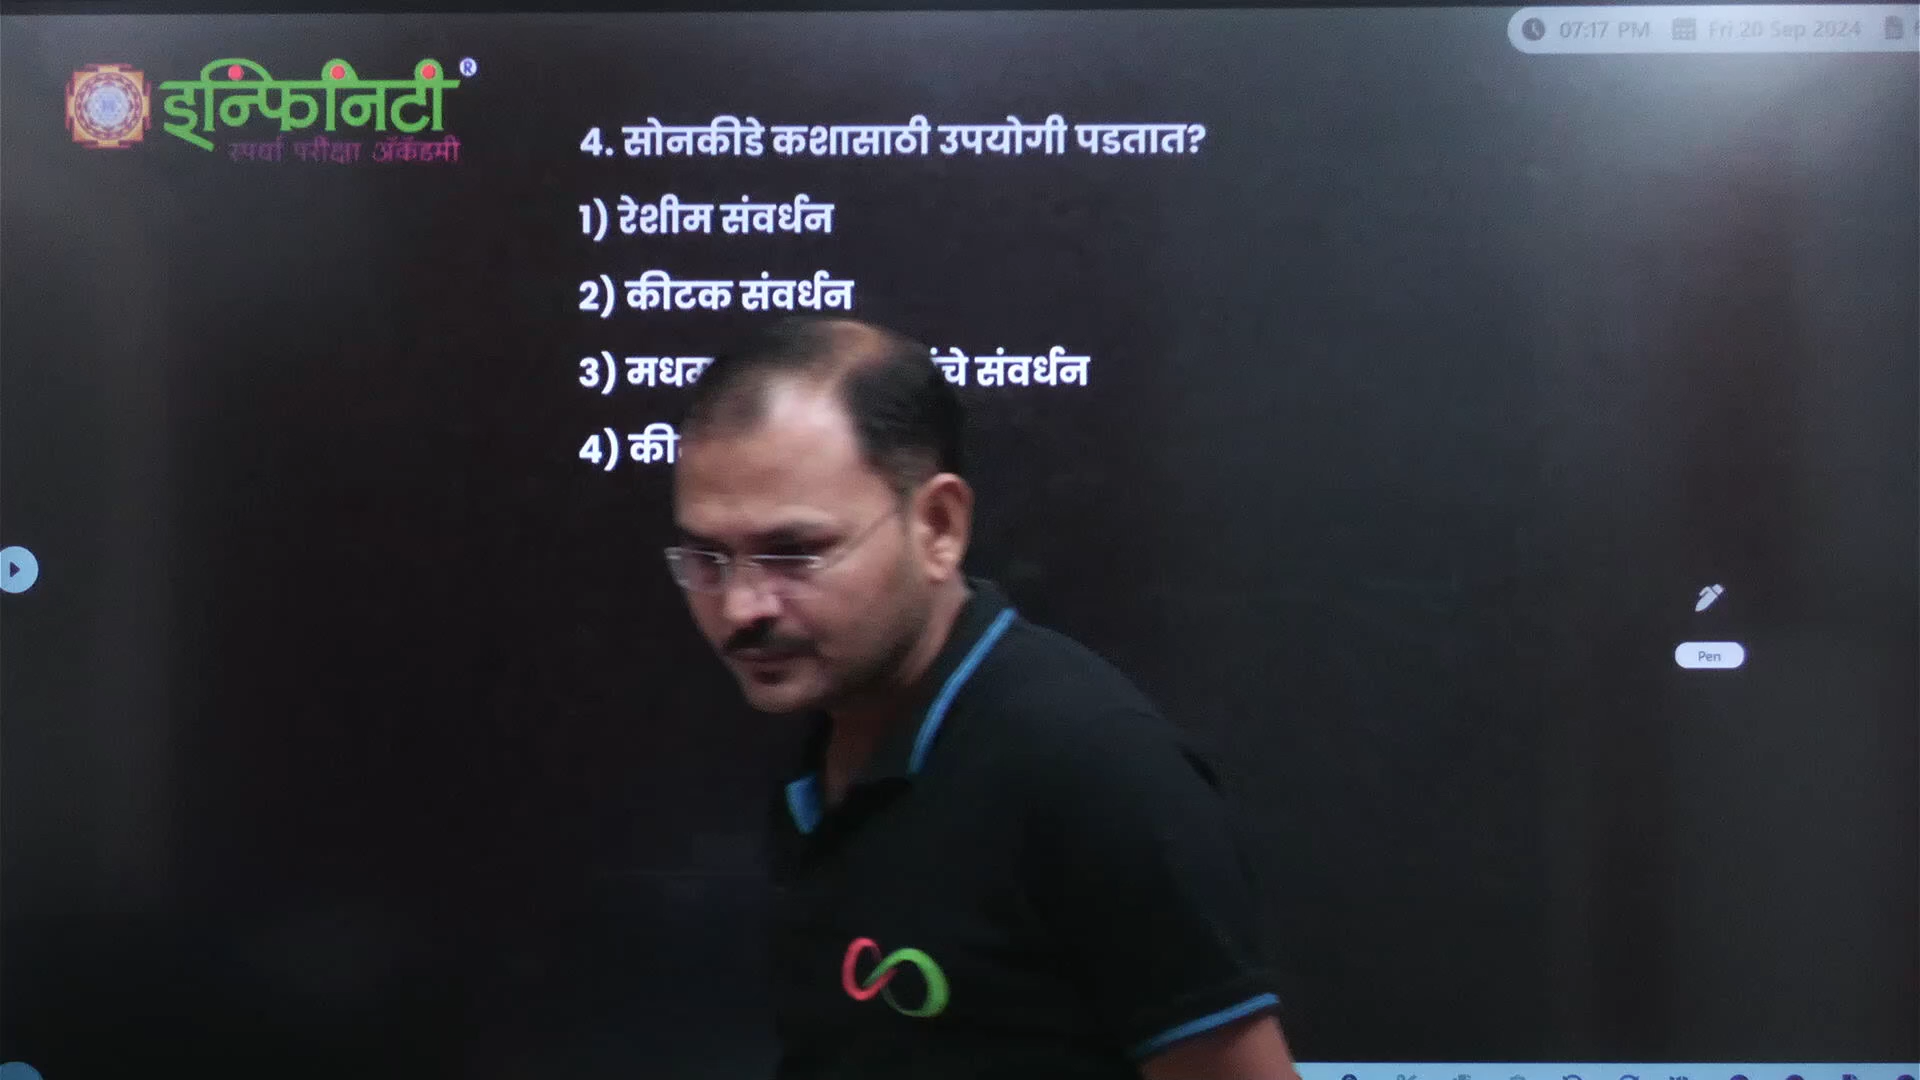 07:17 PM Fri 20 Sep 2024
इन्फिनिटी ®
स्पर्धा परीक्षा ॲकॅडमी
4. सोनकीडे कशासाठी उपयोगी पडतात?
1) रेशीम संवर्धन
2) कीटक संवर्धन
3) संवर्धन
4)
Pen